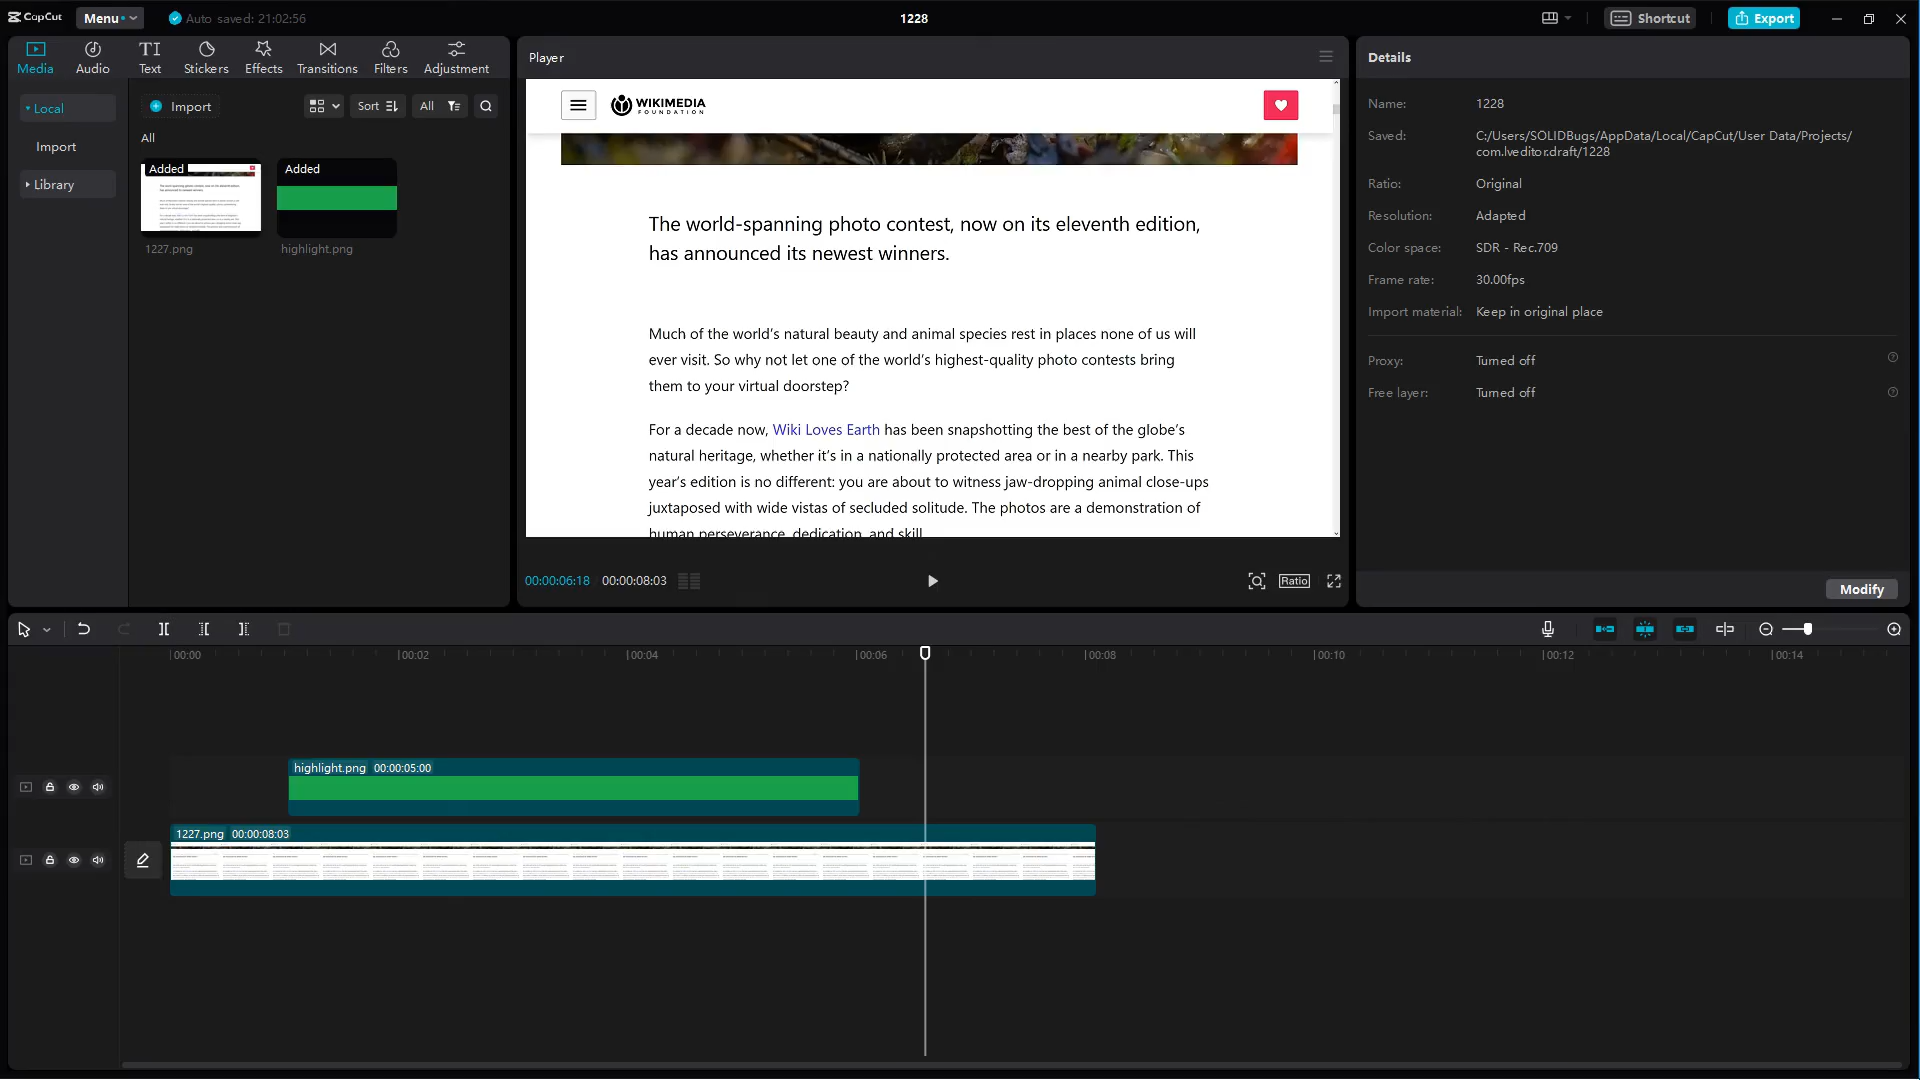 CapCut
Menu
Auto saved: 21:02:56
1228
Shortcut
Export
Media
Audio
TI
Text
Stickers
Effects
Transitions
Filters
Adjustment
Local
Import
Library
Import
Sort
All
All
Added
1227.png
Added
highlight.png
Player
WIKIMEDIA
FOUNDATION
The world-spanning photo contest, now on its eleventh edition,
has announced its newest winners.
Much of the world's natural beauty and animal species rest in places none of us will
ever visit. So why not let one of the world's highest-quality photo contests bring
them to your virtual doorstep?
For a decade now, Wiki Loves Earth has been snapshotting the best of the globe's
natural heritage, whether it's in a nationally protected area or in a nearby park. This
year's edition is no different: you are about to witness jaw-dropping animal close-ups
juxtaposed with wide vistas of secluded solitude. The photos are a demonstration of
human perseverance, dedication, and skill.
00:00:06:18
00:00:08:03
Ratio
Details
Name: 1228
Saved: C:/Users/SOLIDBugs/AppData/Local/CapCut/User Data/Projects/
com.lveditor.draft/1228
Ratio: Original
Resolution: Adapted
Color space: SDR - Rec.709
Frame rate: 30.00fps
Import material: Keep in original place
Proxy: Turned off
Free layer: Turned off
Modify
00:00
00:02
00:04
00:06
00:08
00:10
00:12
00:14
highlight.png 00:00:05:00
1227.png 00:00:08:03